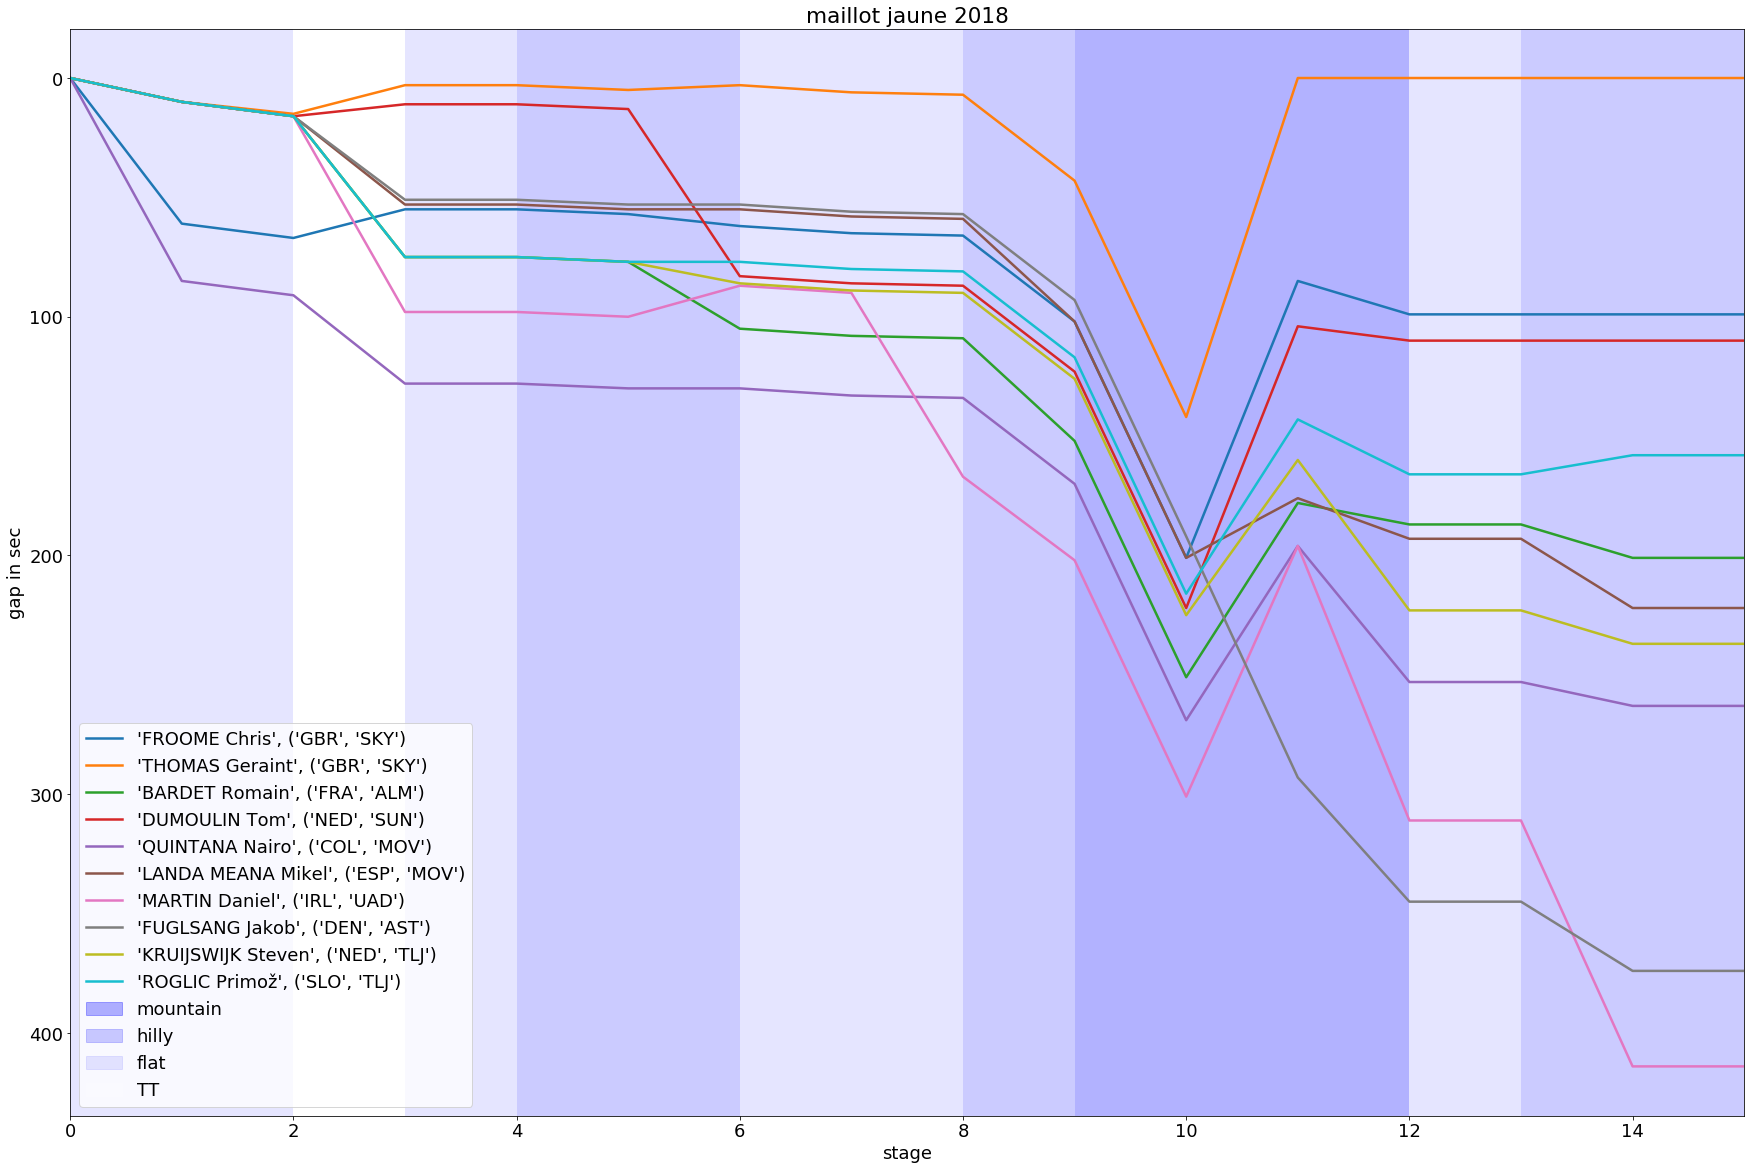 maillot jaune 2018
0
100
200
300
400
gap in sec
'FROOME Chris', ('GBR', 'SKY')
'THOMAS Geraint', ('GBR', 'SKY')
'BARDET Romain', ('FRA', 'ALM')
'DUMOULIN Tom', ('NED', 'SUN')
'QUINTANA Nairo', ('COL', 'MOV')
'LANDA MEANA Mikel', ('ESP', 'MOV')
'MARTIN Daniel', ('IRL', 'UAD')
'FUGLSANG Jakob', ('DEN', 'AST')
'KRUIJSWIJK Steven', ('NED', 'TLJ')
'ROGLIC Primož', ('SLO', 'TLJ')
mountain
hilly
flat
TT
0 2 4 6 8 10 12 14
stage